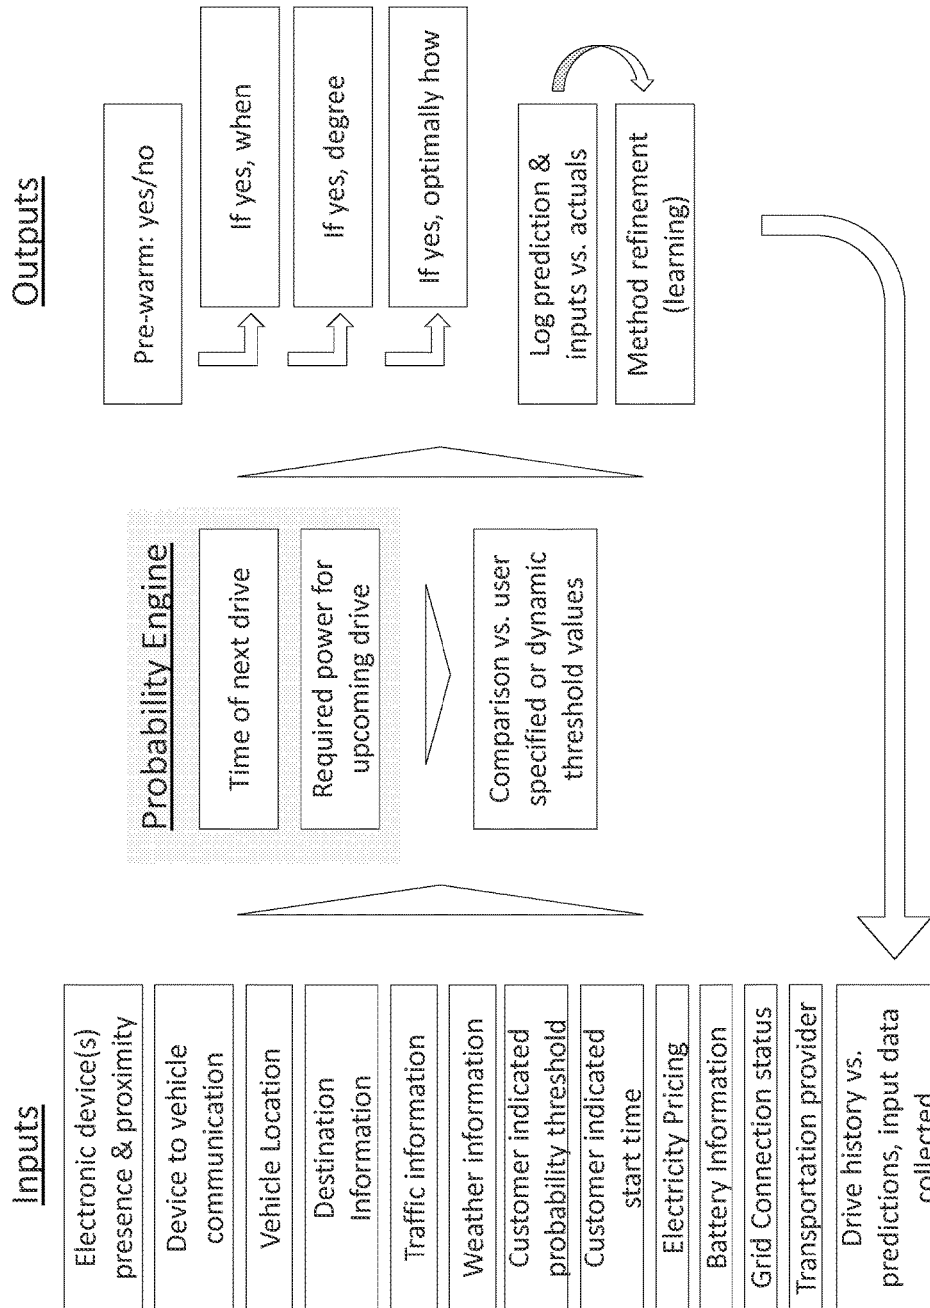 Inputs
Electronic device(s)
presence & proximity
Device to vehicle
communication
Vehicle Location
Destination
Information
Traffic information
Weather information
Customer indicated
probability threshold
Customer indicated
start time
Electricity Pricing
Battery Information
Grid Connection status
Transportation provider
Drive history vs.
predictions, input data
collected
Probability Engine
Time of next drive
Required power for
upcoming drive
Comparison vs. user
specified or dynamic
threshold values
Outputs
Pre-warm: yes/no
If yes, when
If yes, degree
If yes, optimally how
Log prediction &
inputs vs. actuals
Method refinement
(learning)